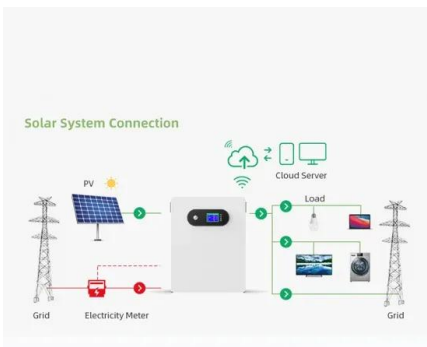 Solar System Connection
Cloud Server
PV
Load
Grid
Electricity Meter
Grid